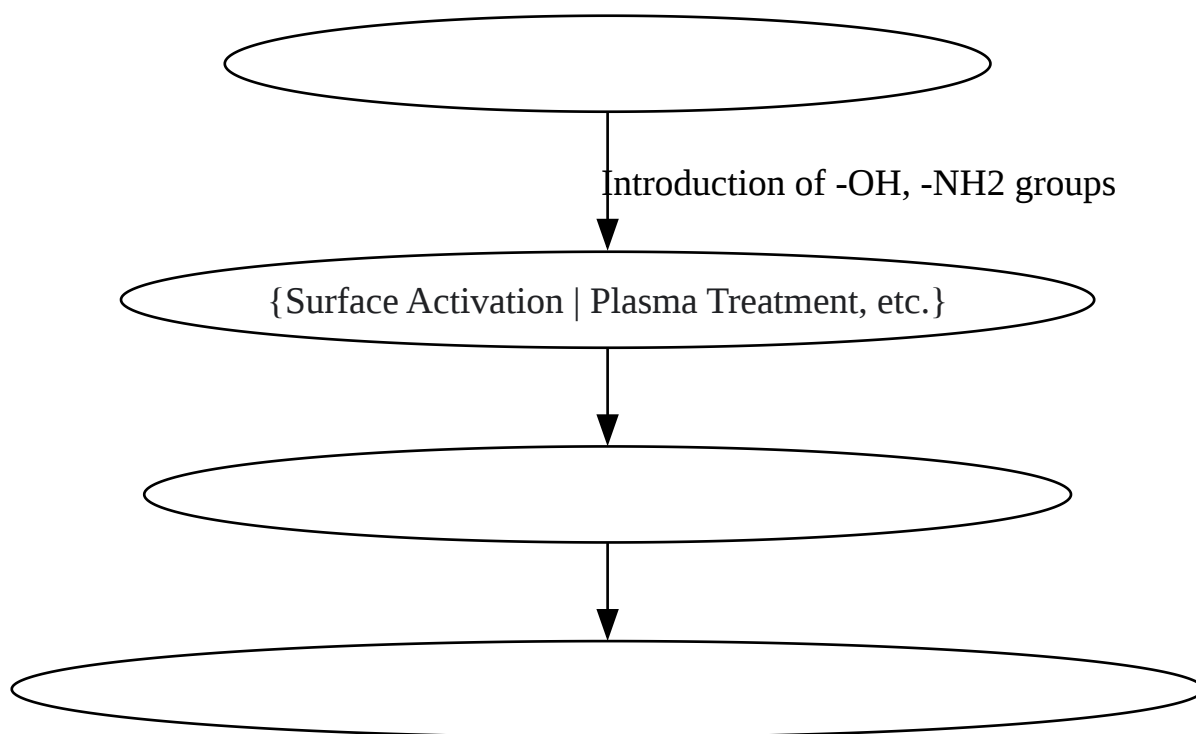 Introduction of -OH, -NH2 groups
{Surface Activation | Plasma Treatment, etc.}